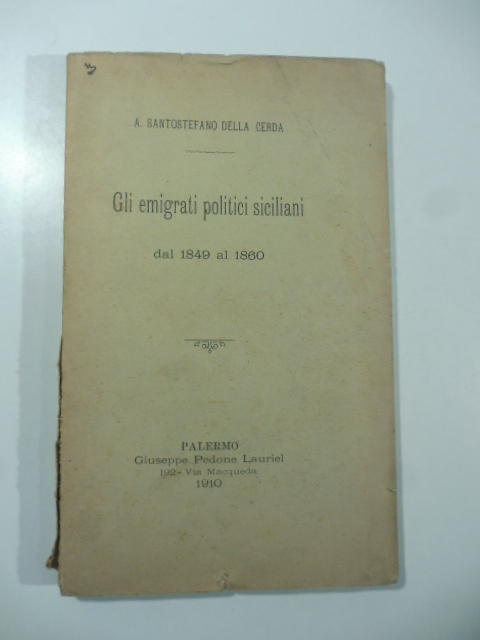 A. SANTOSTEFANO DELLA CERDA
Gli emigrati politici siciliani
dal 1849 al 1860
PALERMO
Giuseppe Pedone Lauriel
192 - Via Macqueda
1910